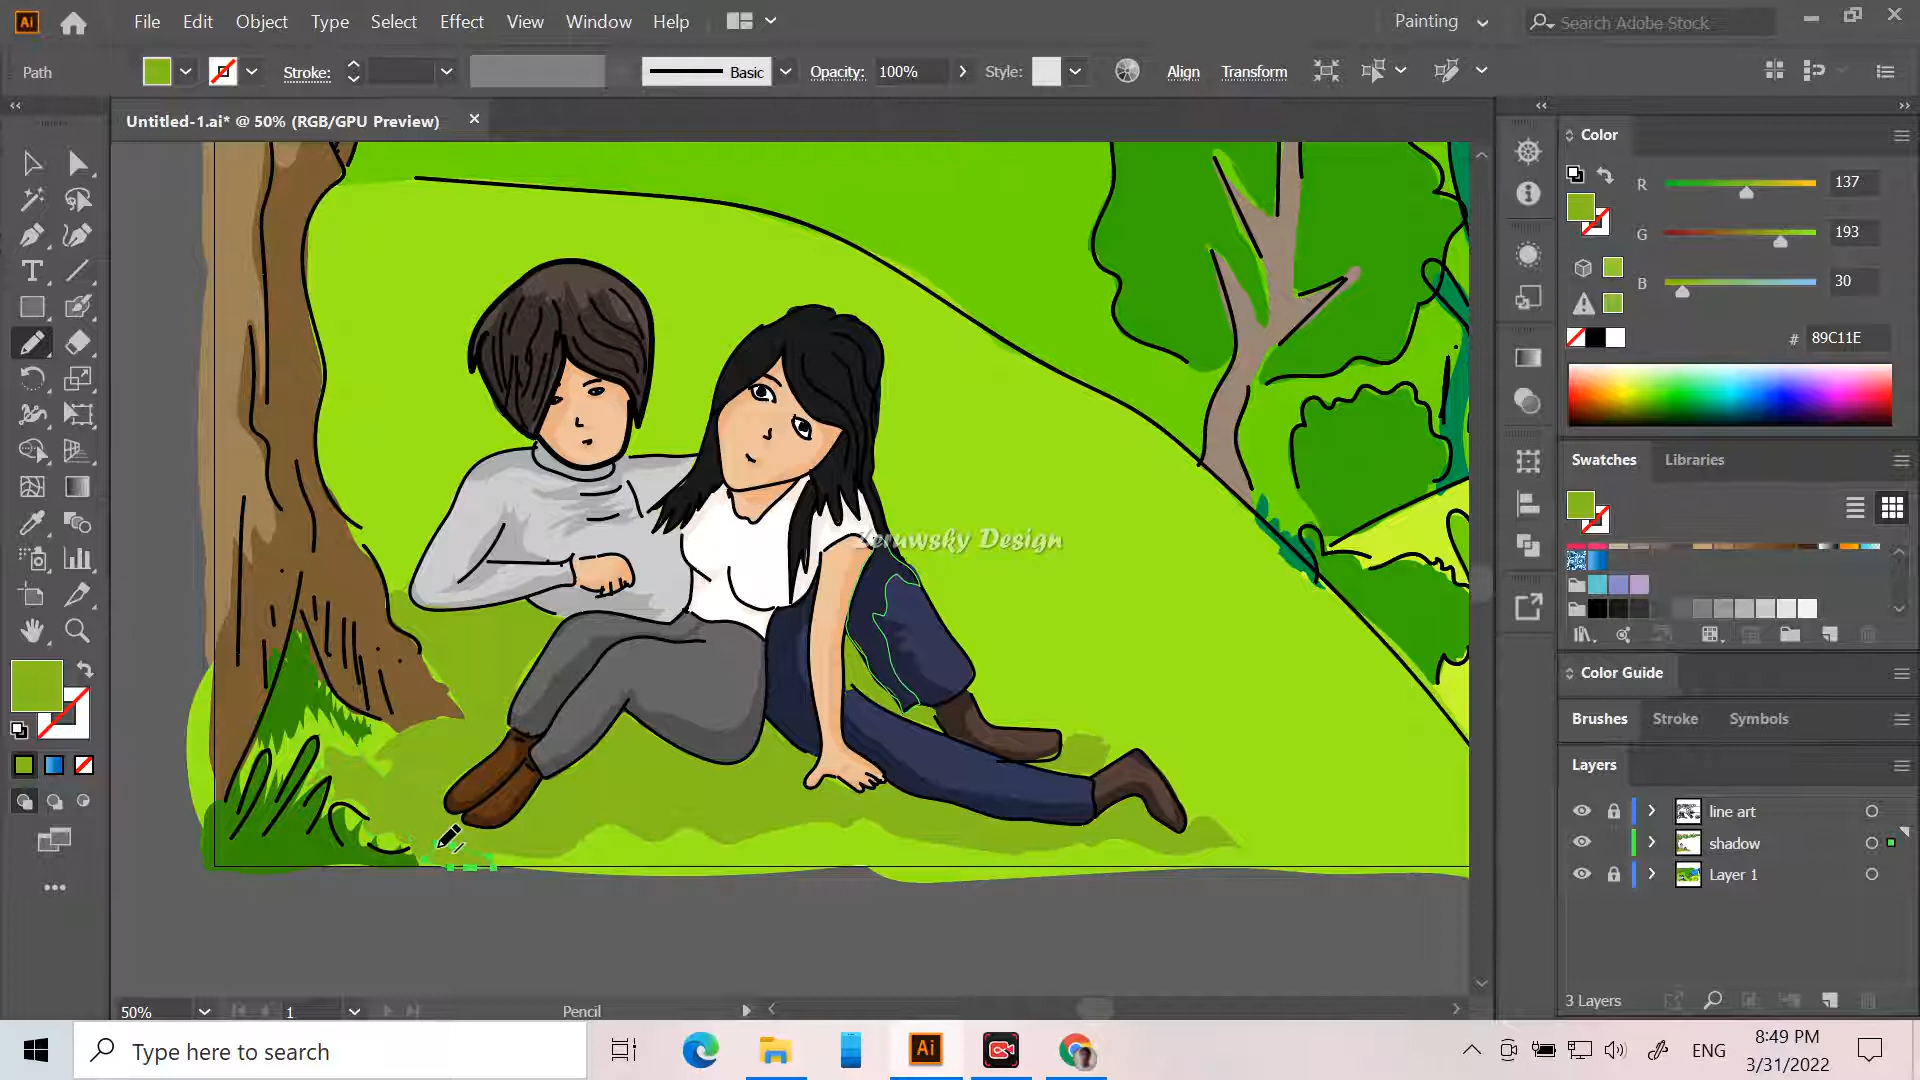 Ai File Edit Object Type Select Effect View Window Help Painting Search Adobe Stock
Path Stroke: Basic Opacity: 100% Style: Align Transform
Untitled-1.ai* @ 50% (RGB/GPU Preview)
Color
R 137
G 193
B 30
# 89C11E
Swatches Libraries
Zeruwsky Design
Color Guide
Brushes Stroke Symbols
Layers
line art
shadow
Layer 1
3 Layers
50% 1 Pencil
Type here to search
Ai
ENG
8:49 PM
3/31/2022